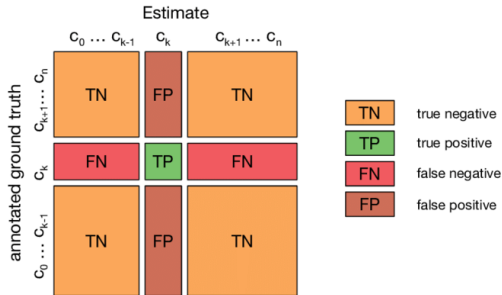 Estimate
c0 … ck-1 ck ck+1 … cn
annotated ground truth
ck+1 … cn
ck
c0 … ck-1
TN FP TN
FN TP FN
TN FP TN
TN true negative
TP true positive
FN false negative
FP false positive